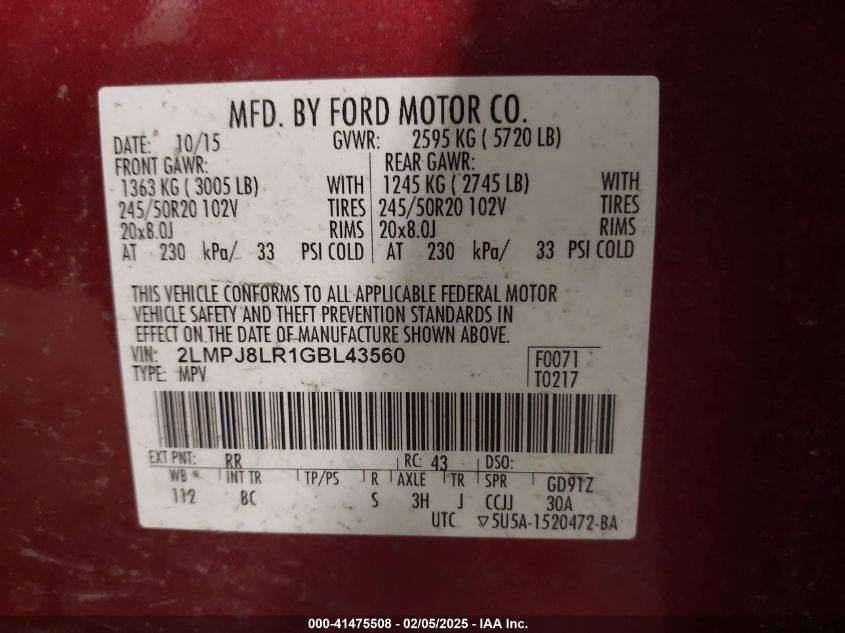 MFD. BY FORD MOTOR CO.
DATE: 10/15 GVWR: 2595 KG ( 5720 LB)
FRONT GAWR: REAR GAWR:
1363 KG ( 3005 LB) WITH 1245 KG ( 2745 LB) WITH
245/50R20 102V TIRES 245/50R20 102V TIRES
20x8.0J RIMS 20x8.0J RIMS
AT 230 kPa/ 33 PSI COLD AT 230 kPa/ 33 PSI COLD
THIS VEHICLE CONFORMS TO ALL APPLICABLE FEDERAL MOTOR
VEHICLE SAFETY AND THEFT PREVENTION STANDARDS IN
EFFECT ON THE DATE OF MANUFACTURE SHOWN ABOVE.
VIN: 2LMPJ8LR1GBL43560 F0071
TYPE: MPV T0217
EXT PNT: RR RC: 43 DSO:
WB INT TR TP/PS R AXLE TR SPR GD91Z
112 BC S 3H J CCJJ 30A
UTC ▽5U5A-1520472-BA
000-41475508 - 02/05/2025 - IAA Inc.